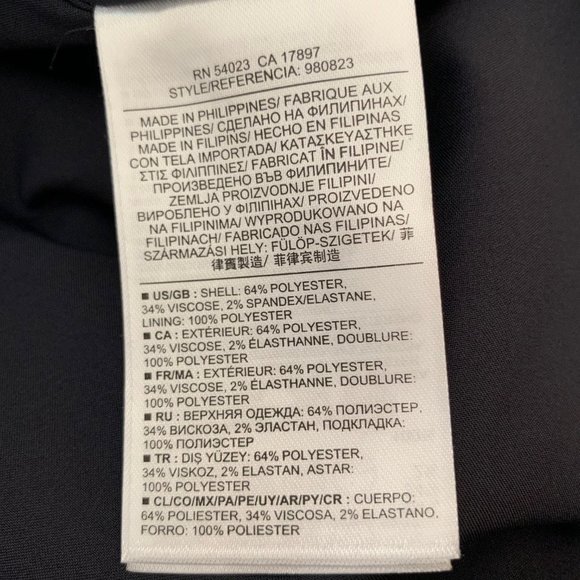 RN 54023 CA 17897
STYLE/REFERENCIA: 980823
MADE IN PHILIPPINES/ FABRIQUE AUX
PHILIPPINES/ СДЕЛАНО НА ФИЛИПИНАХ/
MADE IN FILIPINS/ HECHO EN FILIPINAS
CON TELA IMPORTADA/ ΚΑΤΑΣΚΕΥΑΣΤΗΚΕ
ΣΤΙΣ ΦΙΛΙΠΠΙΝΕΣ/ FABRICAT ÎN FILIPINE/
ПРОИЗВЕДЕНО ВЪВ ФИЛИПИНИТЕ/
ZEMLJA PROIZVODNJE FILIPINI/
ВИРОБЛЕНО У ФІЛІППІНАХ/ PROIZVEDENO
NA FILIPINIMA/ WYPRODUKOWANO NA
FILIPINACH/ FABRICADO NAS FILIPINAS/
SZÁRMAZÁSI HELY: FÜLÖP-SZIGETEK/ 菲
律賓製造/ 菲律宾制造
■ US/GB : SHELL: 64% POLYESTER,
34% VISCOSE, 2% SPANDEX/ELASTANE,
LINING: 100% POLYESTER
■ CA : EXTÉRIEUR: 64% POLYESTER,
34% VISCOSE, 2% ÉLASTHANNE, DOUBLURE:
100% POLYESTER
■ FR/MA : EXTÉRIEUR: 64% POLYESTER,
34% VISCOSE, 2% ÉLASTHANNE, DOUBLURE:
100% POLYESTER
■ RU : ВЕРХНЯЯ ОДЕЖДА: 64% ПОЛИЭСТЕР,
34% ВИСКОЗА, 2% ЭЛАСТАН, ПОДКЛАДКА:
100% ПОЛИЭСТЕР
■ TR : DIŞ YÜZEY: 64% POLYESTER,
34% VISKOZ, 2% ELASTAN, ASTAR:
100% POLYESTER
■ CL/CO/MX/PA/PE/UY/AR/PY/CR : CUERPO:
64% POLIÉSTER, 34% VISCOSA, 2% ELASTANO.
FORRO: 100% POLIÉSTER